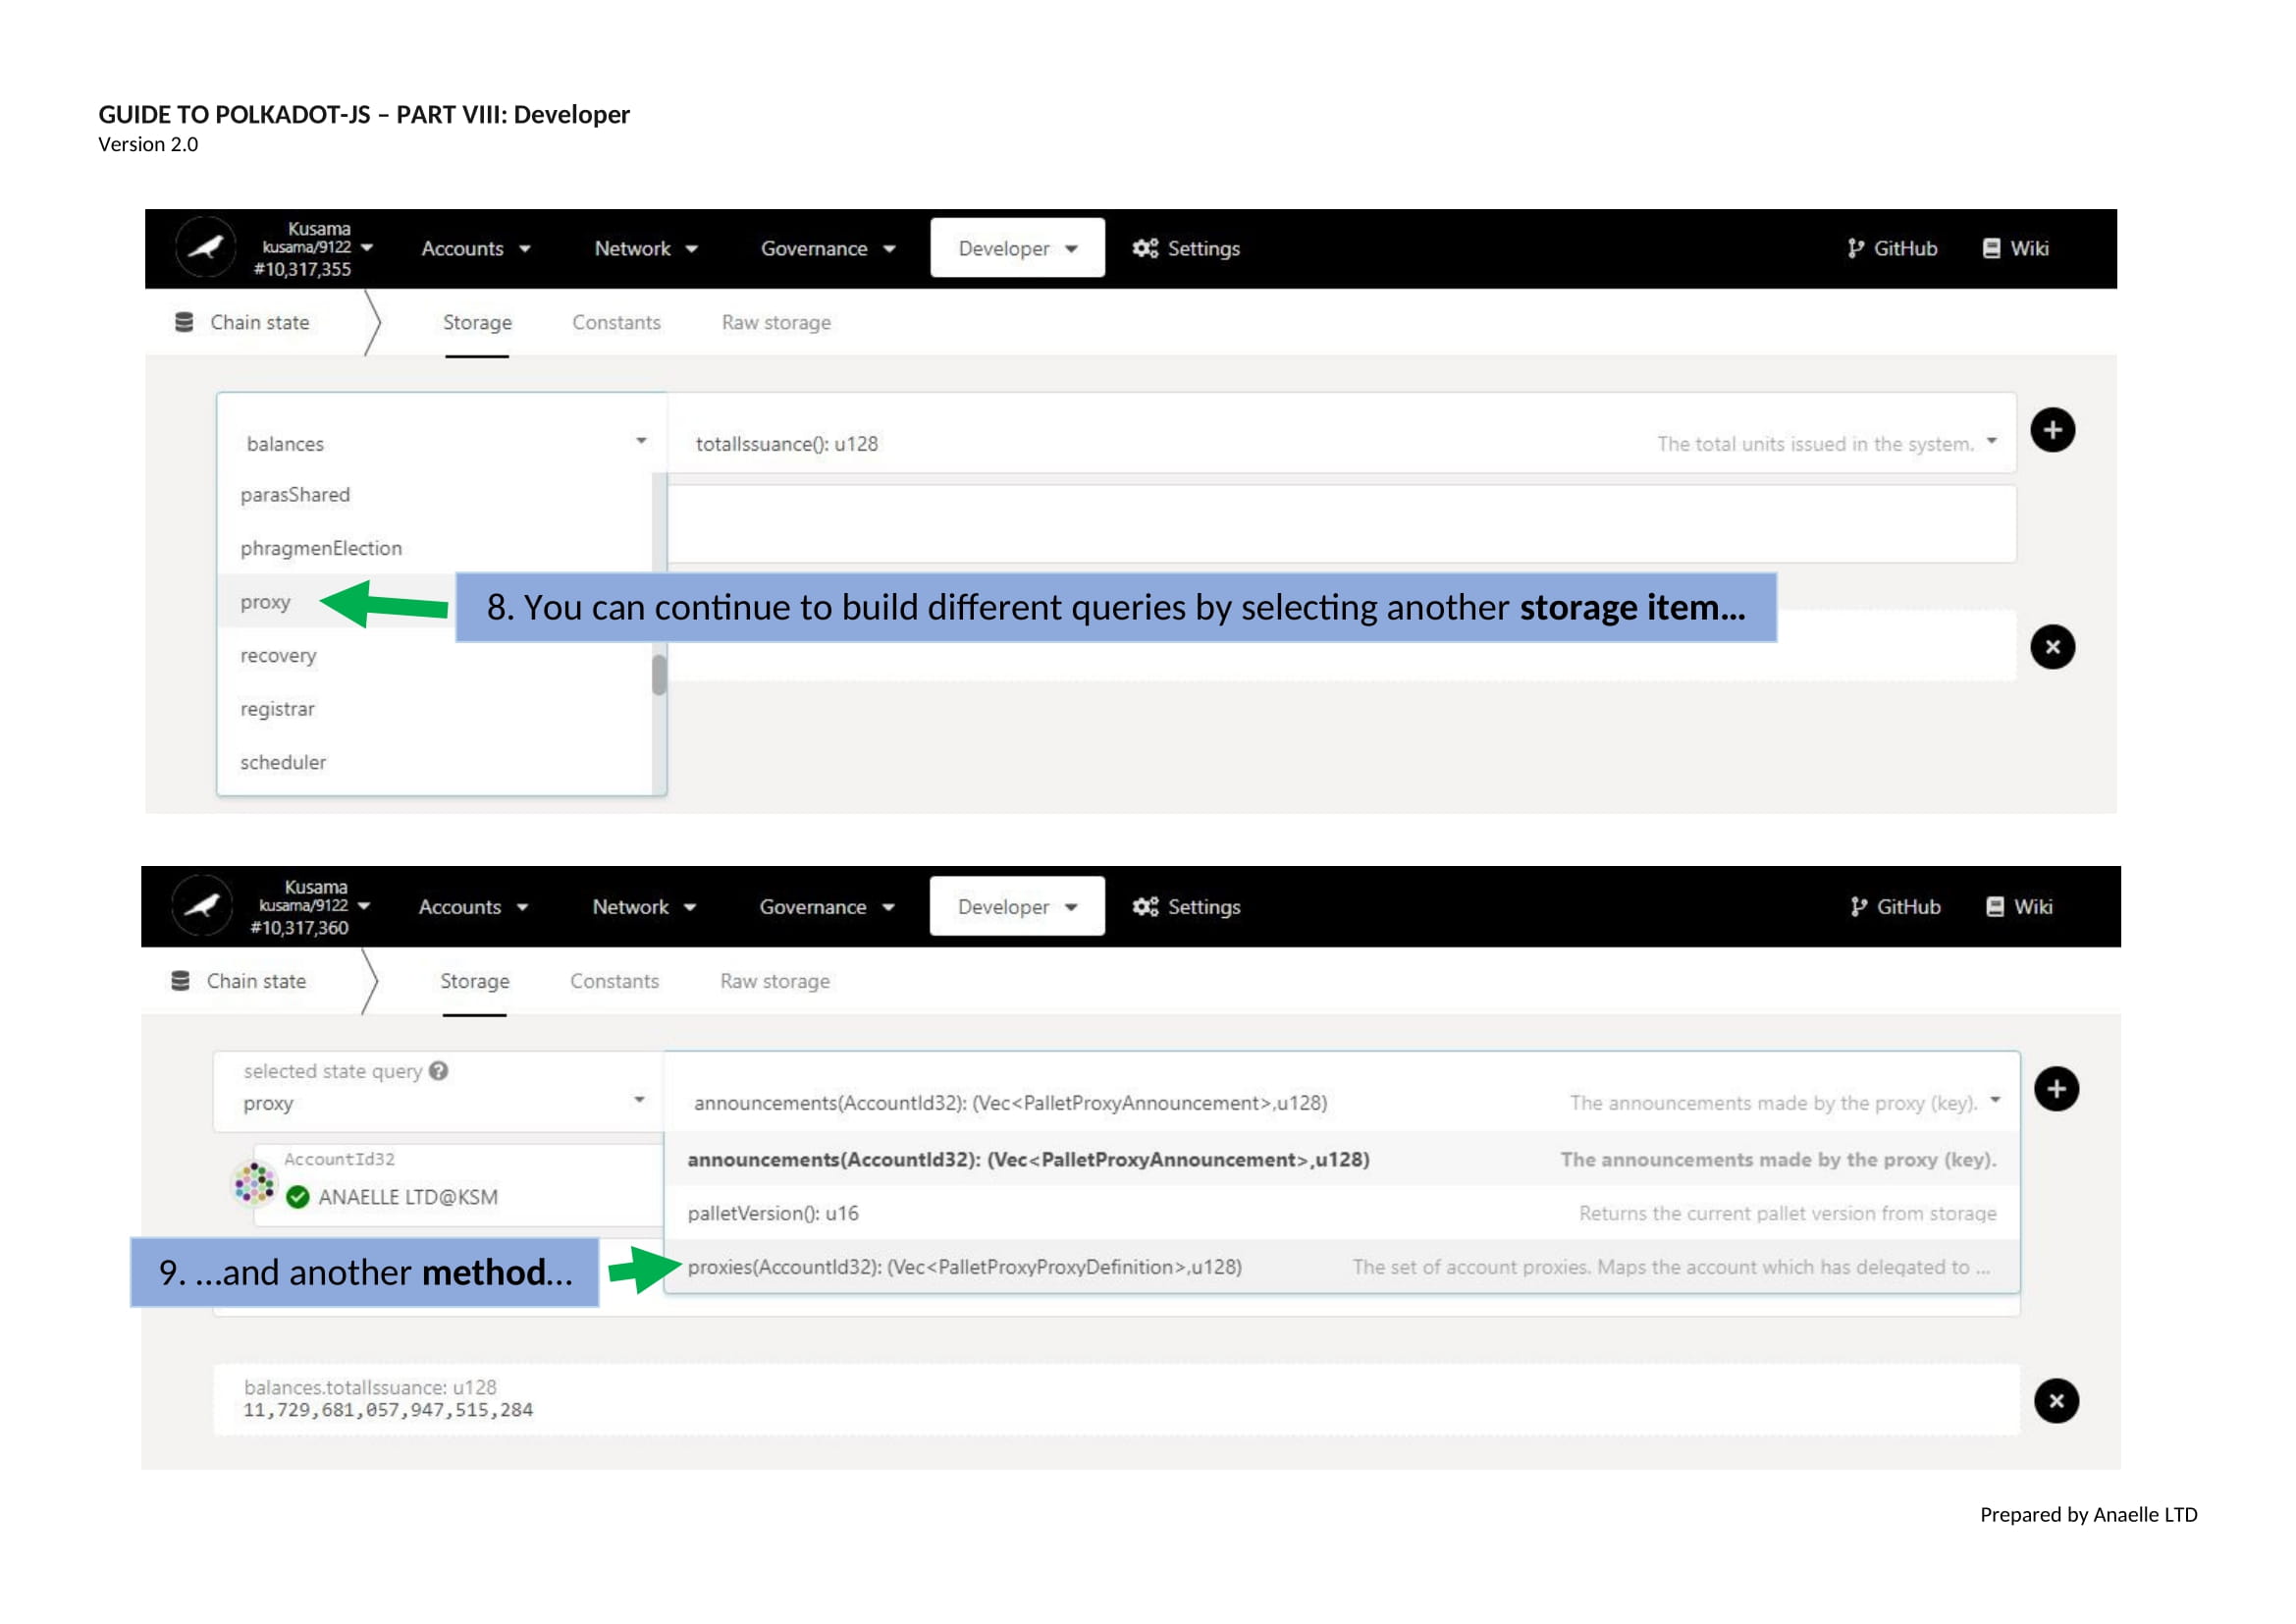 GUIDE TO POLKADOT-JS – PART VIII: Developer
Version 2.0
Kusama
kusama/9122
#10,317,355
Accounts
Network
Governance
Developer
Settings
GitHub
Wiki
Chain state
Storage
Constants
Raw storage
balances
totalIssuance(): u128
The total units issued in the system.
parasShared
phragmenElection
proxy
8. You can continue to build different queries by selecting another storage item…
recovery
registrar
scheduler
Kusama
kusama/9122
#10,317,360
Accounts
Network
Governance
Developer
Settings
GitHub
Wiki
Chain state
Storage
Constants
Raw storage
selected state query
proxy
announcements(AccountId32): (Vec<PalletProxyAnnouncement>,u128)
The announcements made by the proxy (key).
AccountId32
ANAELLE LTD@KSM
announcements(AccountId32): (Vec<PalletProxyAnnouncement>,u128)
The announcements made by the proxy (key).
palletVersion(): u16
Returns the current pallet version from storage
9. …and another method…
proxies(AccountId32): (Vec<PalletProxyProxyDefinition>,u128)
The set of account proxies. Maps the account which has delegated to ...
balances.totalIssuance: u128
11,729,681,057,947,515,284
Prepared by Anaelle LTD